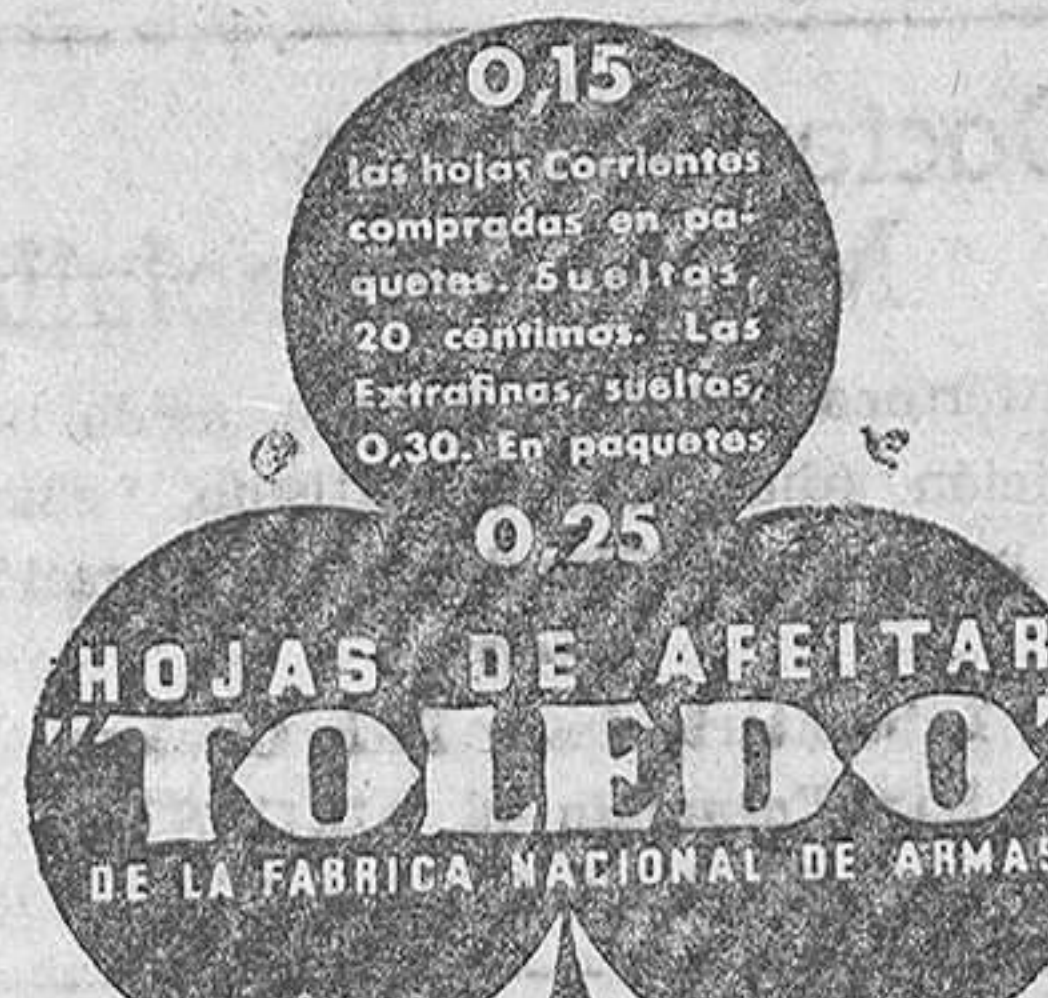 0,15
las hojas Corrientes
compradas en pa-
quetes. Sueltas,
20 céntimos. Las
Extrafinas, sueltas,
0,30. En paquetes
0,25
HOJAS DE AFEITAR
"TOLEDO"
DE LA FABRICA NACIONAL DE ARMAS